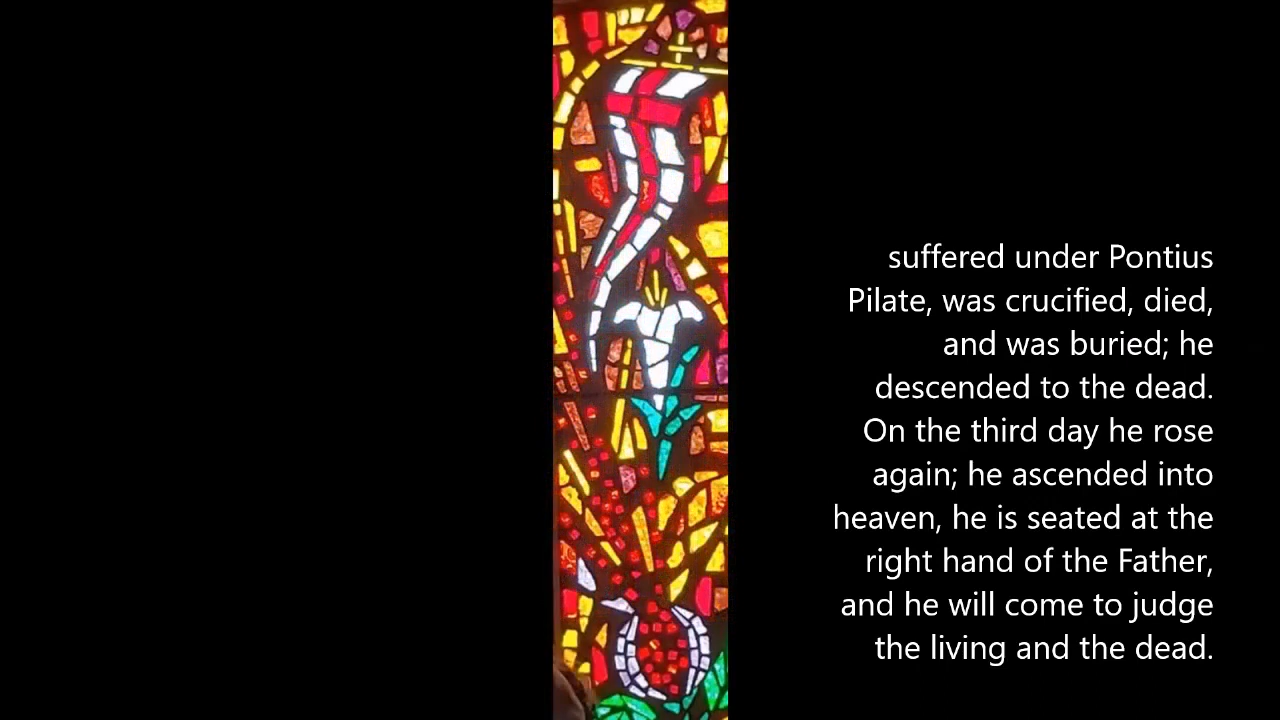 suffered under Pontius
Pilate, was crucified, died,
and was buried; he
descended to the dead.
On the third day he rose
again; he ascended into
heaven, he is seated at the
right hand of the Father,
and he will come to judge
the living and the dead.